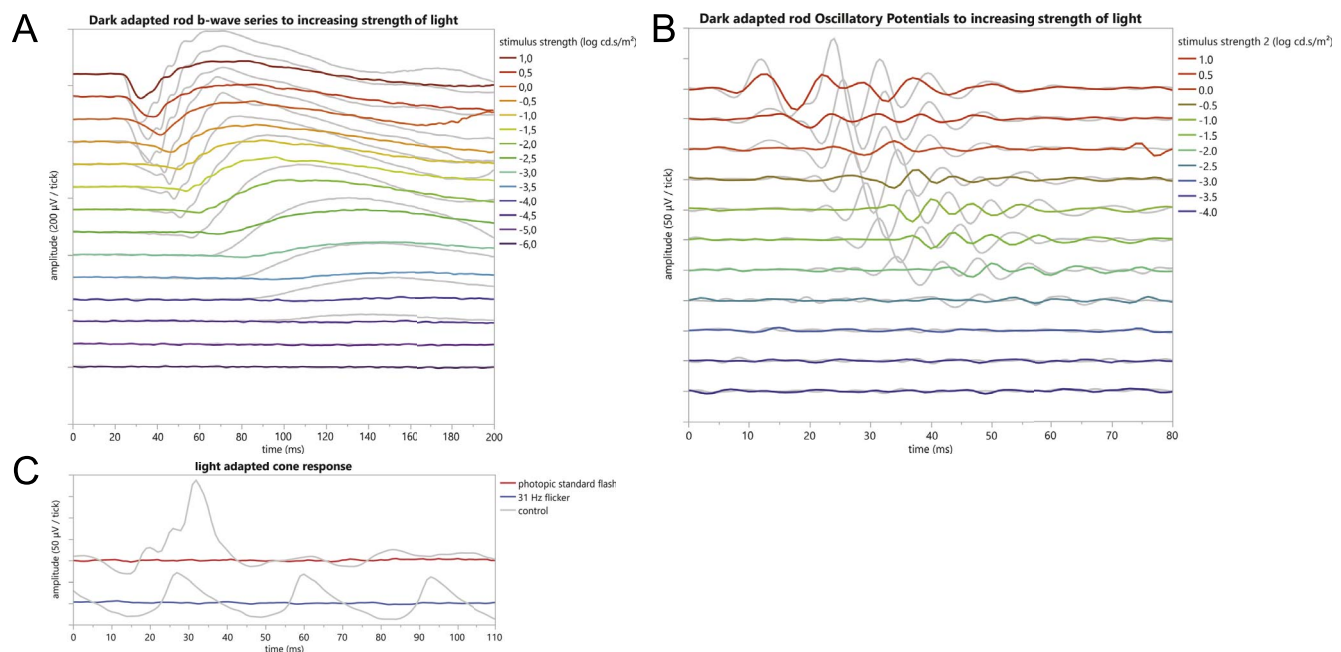 A
Dark adapted rod b-wave series to increasing strength of light
stimulus strength (log cd.s/m²)
1,0
0,5
0,0
-0,5
-1,0
-1,5
-2,0
-2,5
-3,0
-3,5
-4,0
-4,5
-5,0
-6,0
amplitude (200 µV / tick)
0 20 40 60 80 100 120 140 160 180 200
time (ms)
B
Dark adapted rod Oscillatory Potentials to increasing strength of light
stimulus strength 2 (log cd.s/m²)
1.0
0.5
0.0
-0.5
-1.0
-1.5
-2.0
-2.5
-3.0
-3.5
-4.0
amplitude (50 µV / tick)
0 10 20 30 40 50 60 70 80
time (ms)
C
light adapted cone response
photopic standard flash
31 Hz flicker
control
amplitude (50 µV / tick)
0 10 20 30 40 50 60 70 80 90 100 110
time (ms)